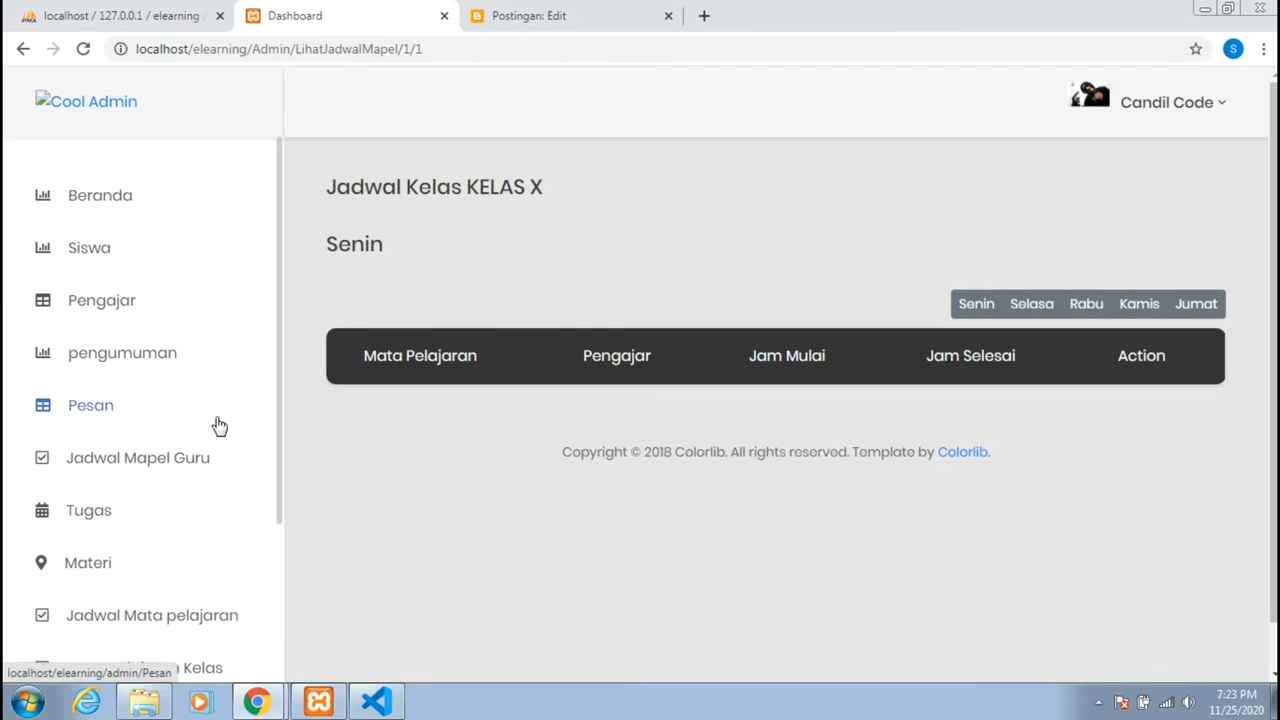 localhost / 127.0.0.1 / elearning
Dashboard
Postingan: Edit
localhost/elearning/Admin/LihatJadwalMapel/1/1
S
Cool Admin
Candil Code
Beranda
Siswa
Pengajar
pengumuman
Pesan
Jadwal Mapel Guru
Tugas
Materi
Jadwal Mata pelajaran
Kelas
Jadwal Kelas KELAS X
Senin
Senin Selasa Rabu Kamis Jumat
Mata Pelajaran Pengajar Jam Mulai Jam Selesai Action
Copyright © 2018 Colorlib. All rights reserved. Template by Colorlib.
localhost/elearning/admin/Pesan
7:23 PM
11/25/2020